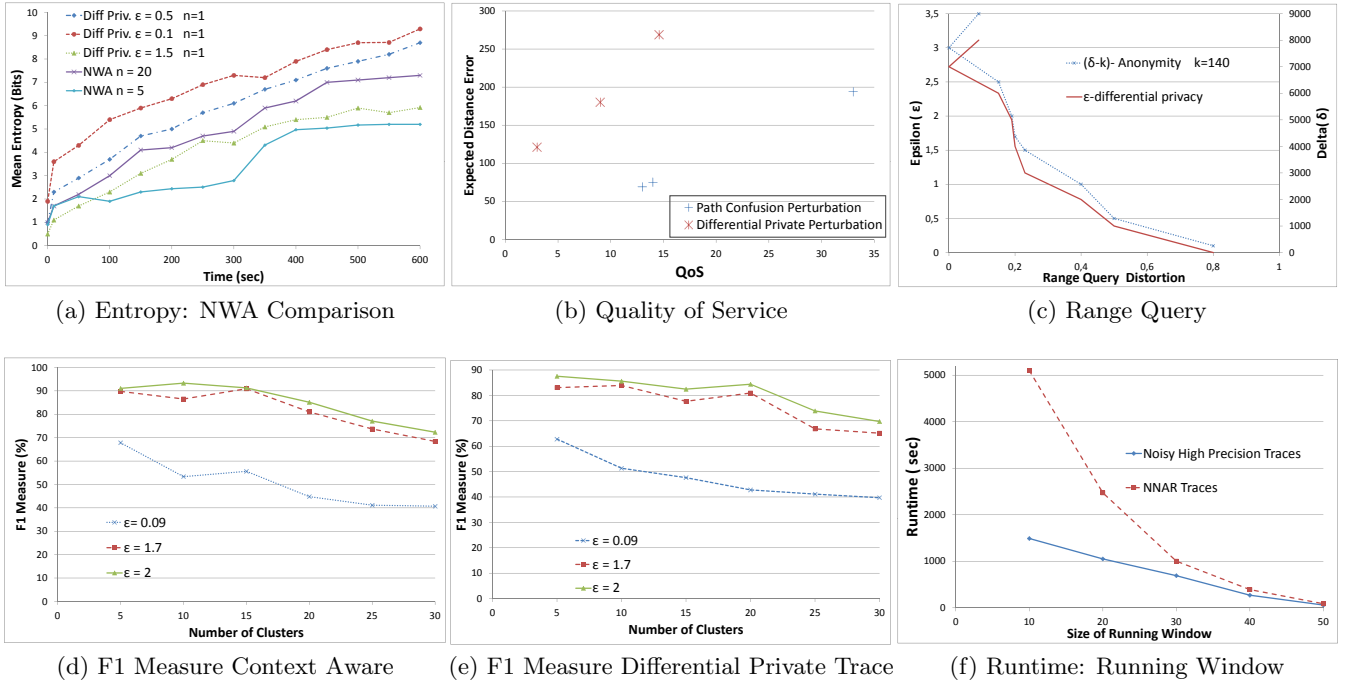 10
9
8
7
6
5
4
3
2
1
0
Mean Entropy (Bits)
Diff Priv. ε = 0.5 n=1
Diff Priv. ε = 0.1 n=1
Diff Priv. ε = 1.5 n=1
NWA n = 20
NWA n = 5
0 100 200 300 400 500 600
Time (sec)
(a) Entropy: NWA Comparison
300
250
200
150
100
50
0
Expected Distance Error
Path Confusion Perturbation
Differential Private Perturbation
0 5 10 15 20 25 30 35
QoS
(b) Quality of Service
3,5
3
2,5
2
1,5
1
0,5
0
Epsilon ( ε)
(δ-k)- Anonymity k=140
ε-differential privacy
9000
8000
7000
6000
5000
4000
3000
2000
1000
0
Delta( δ)
0 0,2 0,4 0,6 0,8 1
Range Query Distortion
(c) Range Query
100
90
80
70
60
50
40
30
20
10
0
F1 Measure (%)
ε= 0.09
ε = 1.7
ε = 2
0 5 10 15 20 25 30
Number of Clusters
(d) F1 Measure Context Aware
90
80
70
60
50
40
30
20
10
0
F1 Measure (%)
ε = 0.09
ε = 1.7
ε = 2
0 5 10 15 20 25 30
Number of Clusters
(e) F1 Measure Differential Private Trace
5000
4000
3000
2000
1000
0
Runtime ( sec)
Noisy High Precision Traces
NNAR Traces
0 10 20 30 40 50
Size of Running Window
(f) Runtime: Running Window